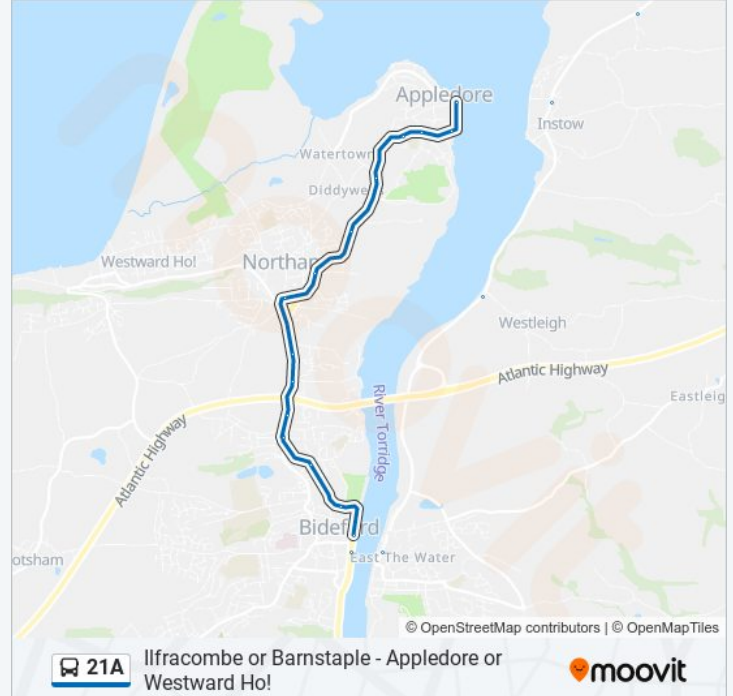 Appledore
Instow
Watertown
Diddywe
Westward Ho!
Northam
Westleigh
Atlantic Highway
Eastleig
River Torridge
Atlantic Highway
Bideford
East The Water
otsham
© OpenStreetMap contributors | © OpenMapTiles
21A
Ilfracombe or Barnstaple - Appledore or
Westward Ho!
moovit